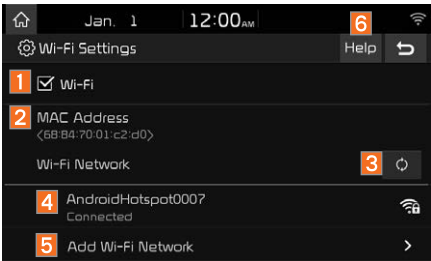 Jan. 1 12:00AM 6
Wi-Fi Settings Help
1 Wi-Fi
2 MAC Address
<68:84:70:01:c2:d0>
Wi-Fi Network 3
4 AndroidHotspot0007
Connected
5 Add Wi-Fi Network